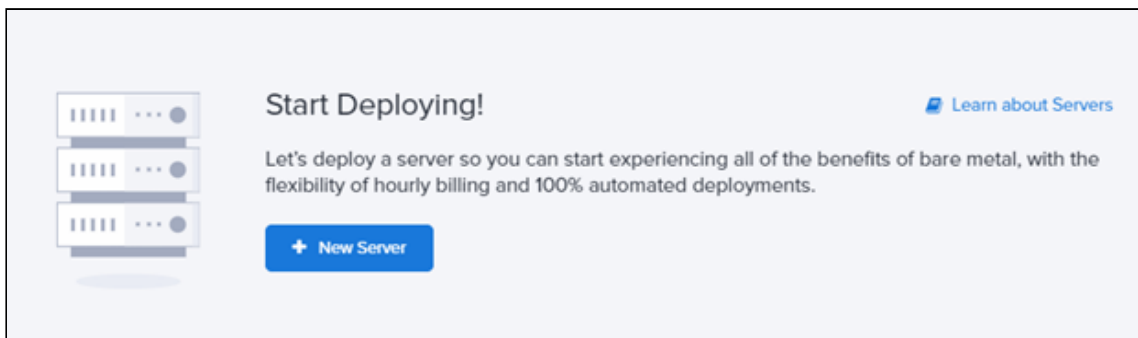 Start Deploying!
Learn about Servers
Let's deploy a server so you can start experiencing all of the benefits of bare metal, with the
flexibility of hourly billing and 100% automated deployments.
+ New Server